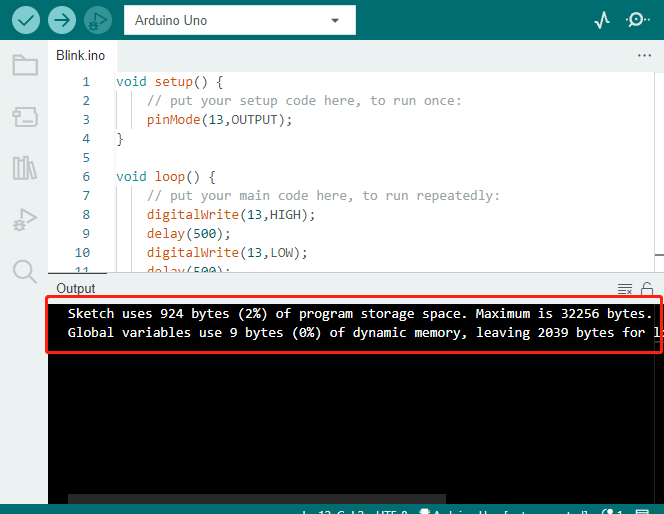 Arduino Uno
Blink.ino
1 void setup() {
2 // put your setup code here, to run once:
3 pinMode(13,OUTPUT);
4 }
5
6 void loop() {
7 // put your main code here, to run repeatedly:
8 digitalWrite(13,HIGH);
9 delay(500);
10 digitalWrite(13,LOW);
11 delay(500);
Output
Sketch uses 924 bytes (2%) of program storage space. Maximum is 32256 bytes.
Global variables use 9 bytes (0%) of dynamic memory, leaving 2039 bytes for